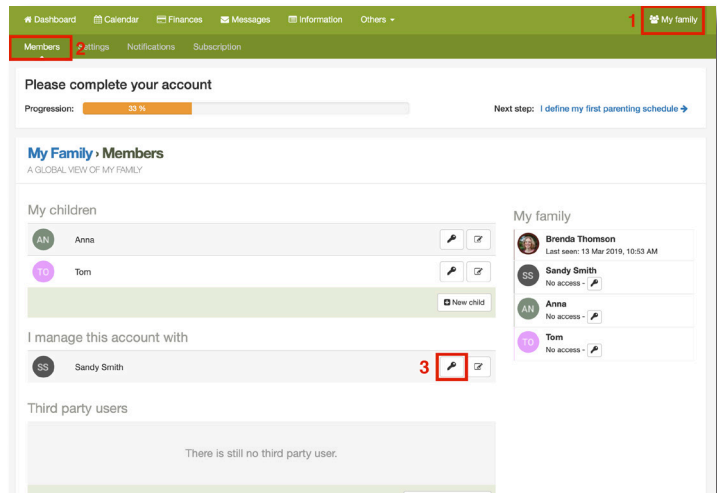 Dashboard Calendar Finances Messages Information Others 1 My family
Members 2 ttings Notifications Subscription
Please complete your account
Progression: 33 % Next step: I define my first parenting schedule
My Family › Members
A GLOBAL VIEW OF MY FAMILY
My children
AN Anna
TO Tom
New child
I manage this account with
SS Sandy Smith 3
Third party users
There is still no third party user.
My family
Brenda Thomson
Last seen: 13 Mar 2019, 10:53 AM
SS Sandy Smith
No access -
AN Anna
No access -
TO Tom
No access -